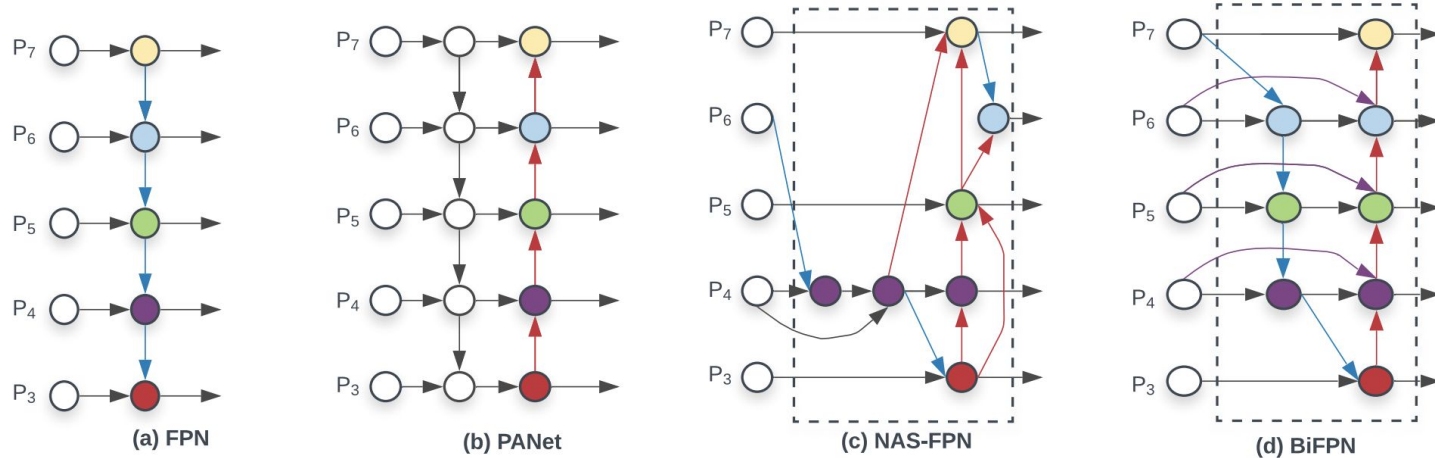 P7 P7 P7 P7
P6 P6 P6 P6
P5 P5 P5 P5
P4 P4 P4 P4
P3 P3 P3 P3
(a) FPN (b) PANet (c) NAS-FPN (d) BiFPN